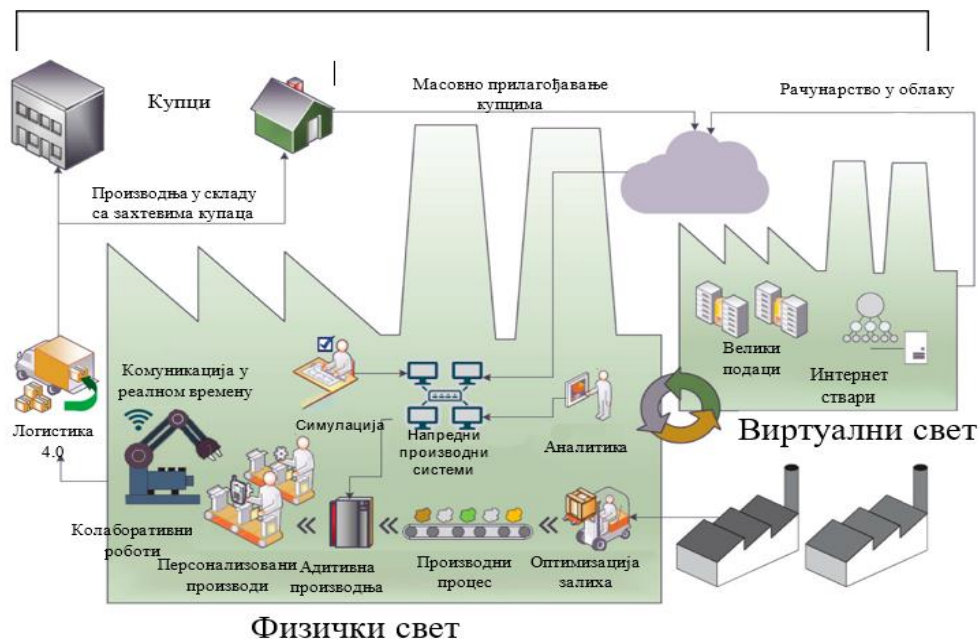 Купци
Масовно прилагођавање
купцима
Рачунарство у облаку
Производња у складу
са захтевима купаца
Велики
подаци
Интернет
ствари
Виртуални свет
Логистика
4.0
Комуникација у
реалном времену
Симулација
Напредни
производни
системи
Аналитика
Колаборативни
роботи
Персонализовани
производи
Адитивна
производња
Производни
процес
Оптимизација
залиха
Физички свет